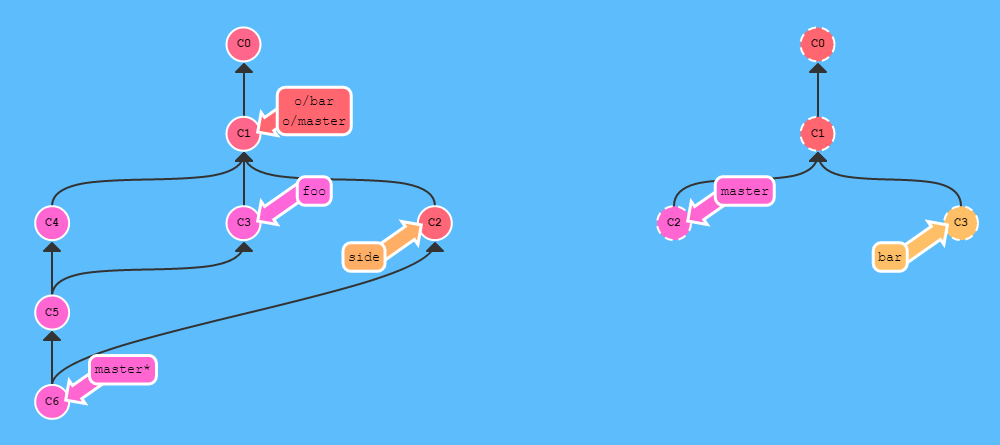 C0
o/bar
o/master
C1
foo
C4
C3
C2
side
C5
master*
C6
C0
C1
master
C2
C3
bar